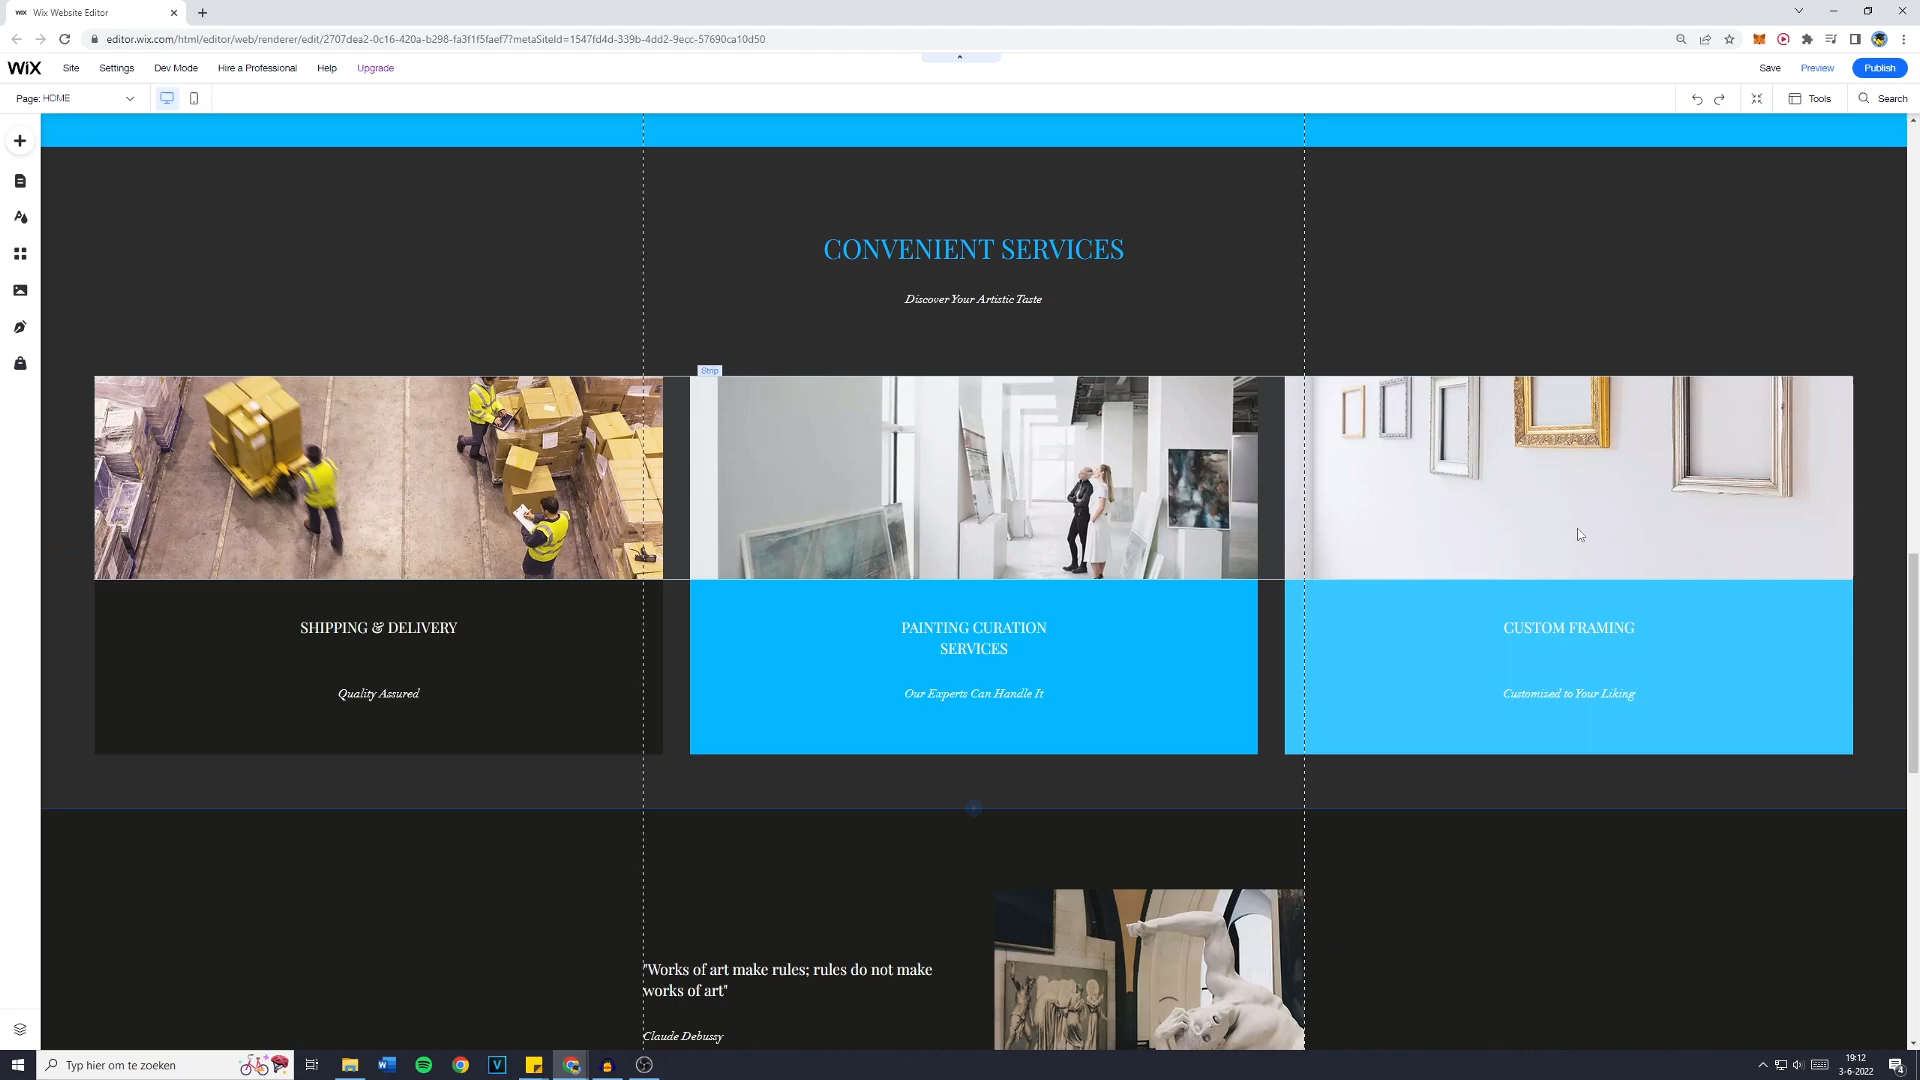 WiX Wix Website Editor
editor.wix.com/html/editor/web/renderer/edit/2707dea2-0c16-420a-b298-fa3f1f5faef7?metaSiteId=1547fd4d-339b-4dd2-9ecc-57690ca10d50
WiX Site Settings Dev Mode Hire a Professional Help Upgrade Save Preview Publish
Page: HOME Tools Search
CONVENIENT SERVICES
Discover Your Artistic Taste
Strip
SHIPPING & DELIVERY
Quality Assured
PAINTING CURATION
SERVICES
Our Experts Can Handle It
CUSTOM FRAMING
Customized to Your Liking
"Works of art make rules; rules do not make
works of art"
Claude Debussy
Typ hier om te zoeken
19:12
3-6-2022
4